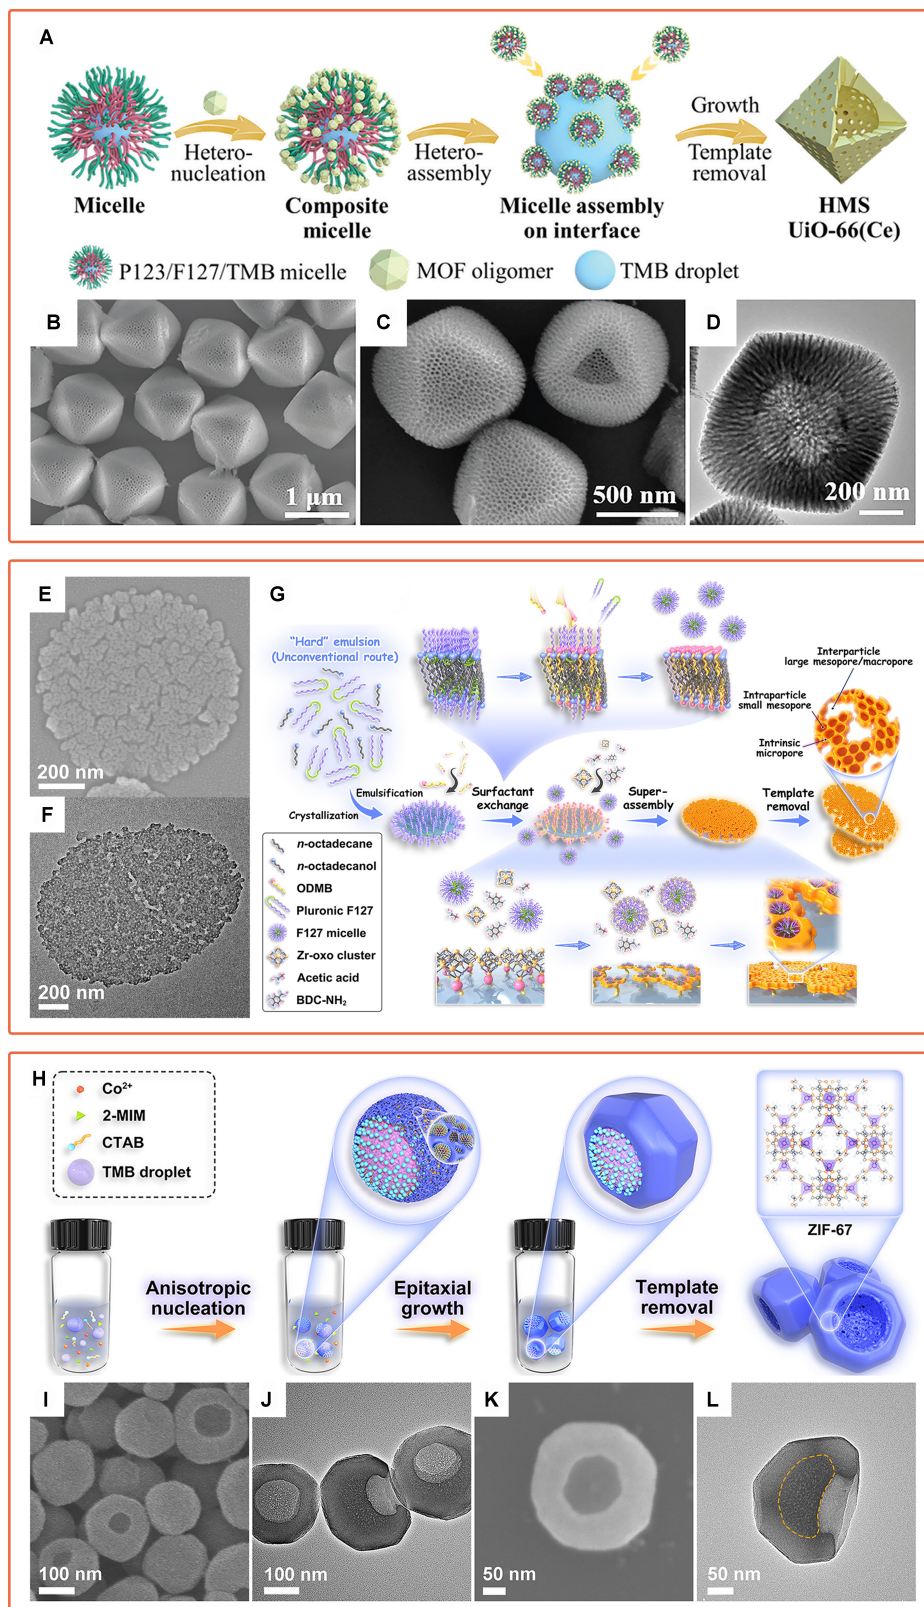 A
Hetero-
nucleation
Hetero-
assembly
Growth
Template
removal
Micelle
Composite
micelle
Micelle assembly
on interface
HMS
UiO-66(Ce)
P123/F127/TMB micelle
MOF oligomer
TMB droplet
B
1 μm
C
500 nm
D
200 nm
E
200 nm
F
200 nm
G
“Hard” emulsion
(Unconventional route)
Interparticle
large mesopore/macropore
Intraparticle
small mesopore
Intrinsic
micropore
Emulsification
Crystallization
Surfactant
exchange
Super-
assembly
Template
removal
n-octadecane
n-octadecanol
ODMB
Pluronic F127
F127 micelle
Zr-oxo cluster
Acetic acid
BDC-NH₂
H
Co²⁺
2-MIM
CTAB
TMB droplet
ZIF-67
Anisotropic
nucleation
Epitaxial
growth
Template
removal
I
100 nm
J
100 nm
K
50 nm
L
50 nm